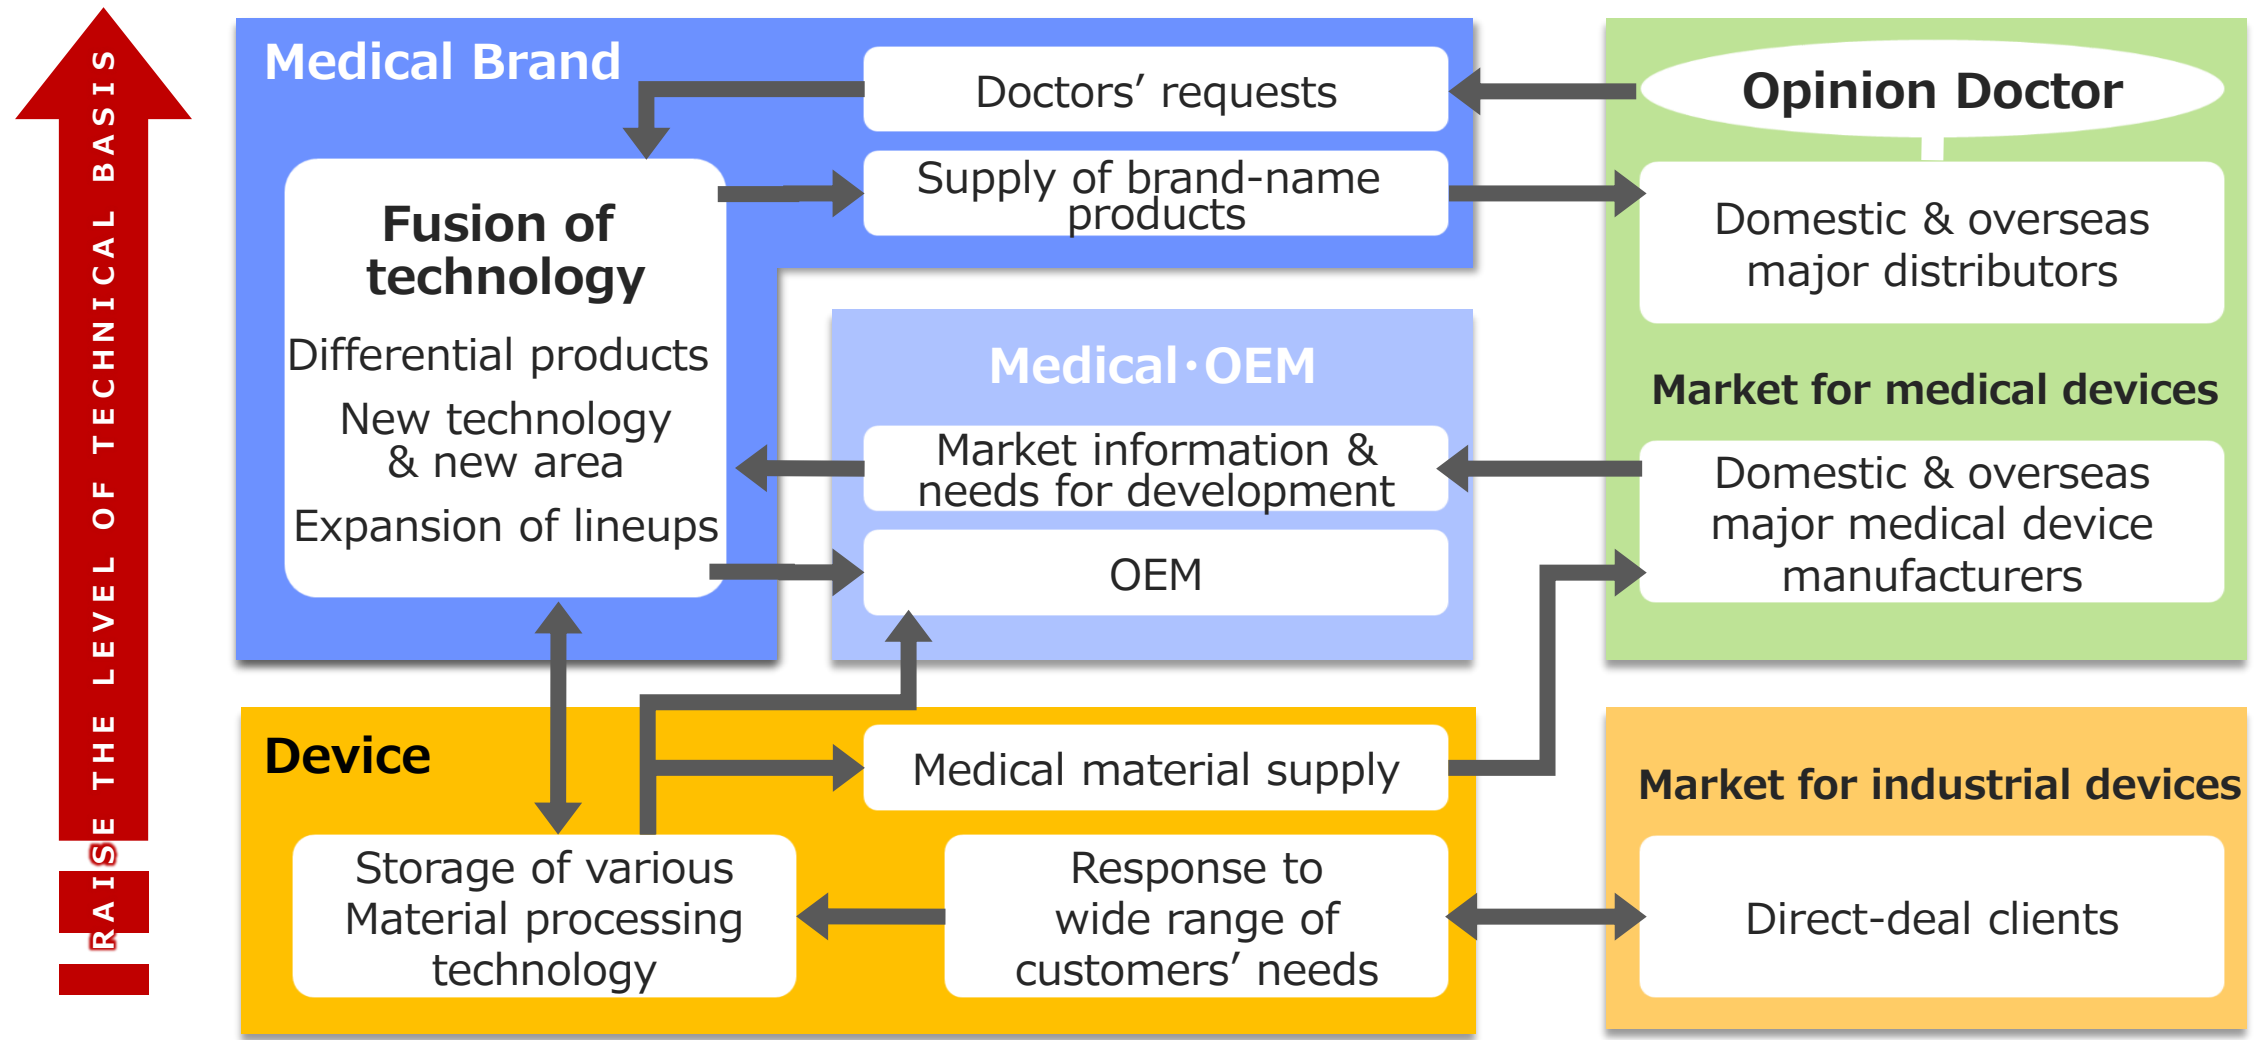 RAISE THE LEVEL OF TECHNICAL BASIS
Medical Brand
Doctors’ requests
Supply of brand-name
products
Fusion of
technology
Differential products
New technology
& new area
Expansion of lineups
Medical･OEM
Market information &
needs for development
OEM
Opinion Doctor
Domestic & overseas
major distributors
Market for medical devices
Domestic & overseas
major medical device
manufacturers
Device
Medical material supply
Storage of various
Material processing
technology
Response to
wide range of
customers’ needs
Market for industrial devices
Direct-deal clients